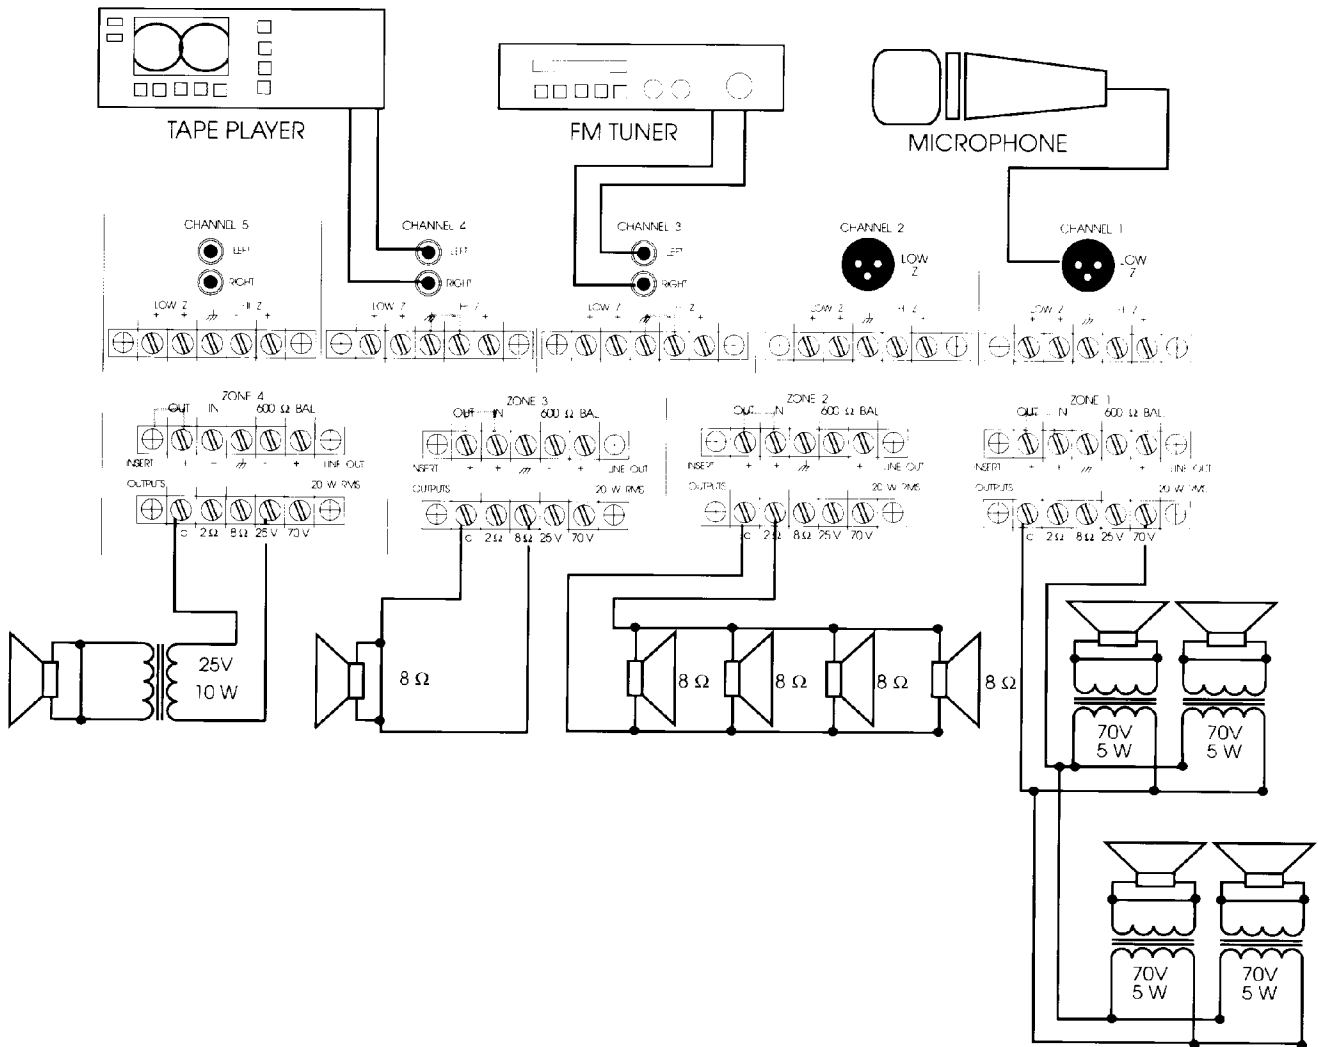 TAPE PLAYER
FM TUNER
MICROPHONE
CHANNEL 5
LEFT
RIGHT
LOW Z
HI Z
+ + - +
CHANNEL 4
LEFT
RIGHT
LOW Z
HI Z
+ + +
CHANNEL 3
LEFT
RIGHT
LOW Z
Z
+ + +
CHANNEL 2
LOW
Z
LOW Z
+ + +
CHANNEL 1
LOW
Z
LOW Z
+ + +
ZONE 4
OUT IN 600 Ω BAL
INSERT + - - + LINE OUT
OUTPUTS 20 W RMS
C 2Ω 8Ω 25V 70V
ZONE 3
OUT IN 600 Ω BAL
INSERT + + - + LINE OUT
OUTPUTS 20 W RMS
C 2Ω 8Ω 25V 70V
ZONE 2
OUT IN 600 Ω BAL
INSERT + + - + LINE OUT
OUTPUTS 20 W RMS
C 2Ω 8Ω 25V 70V
ZONE 1
OUT IN 600 Ω BAL
INSERT + + - + LINE OUT
OUTPUTS 20 W RMS
C 2Ω 8Ω 25V 70V
25V
10 W
8 Ω
8 Ω
8 Ω
8 Ω
8 Ω
70V
5 W
70V
5 W
70V
5 W
70V
5 W